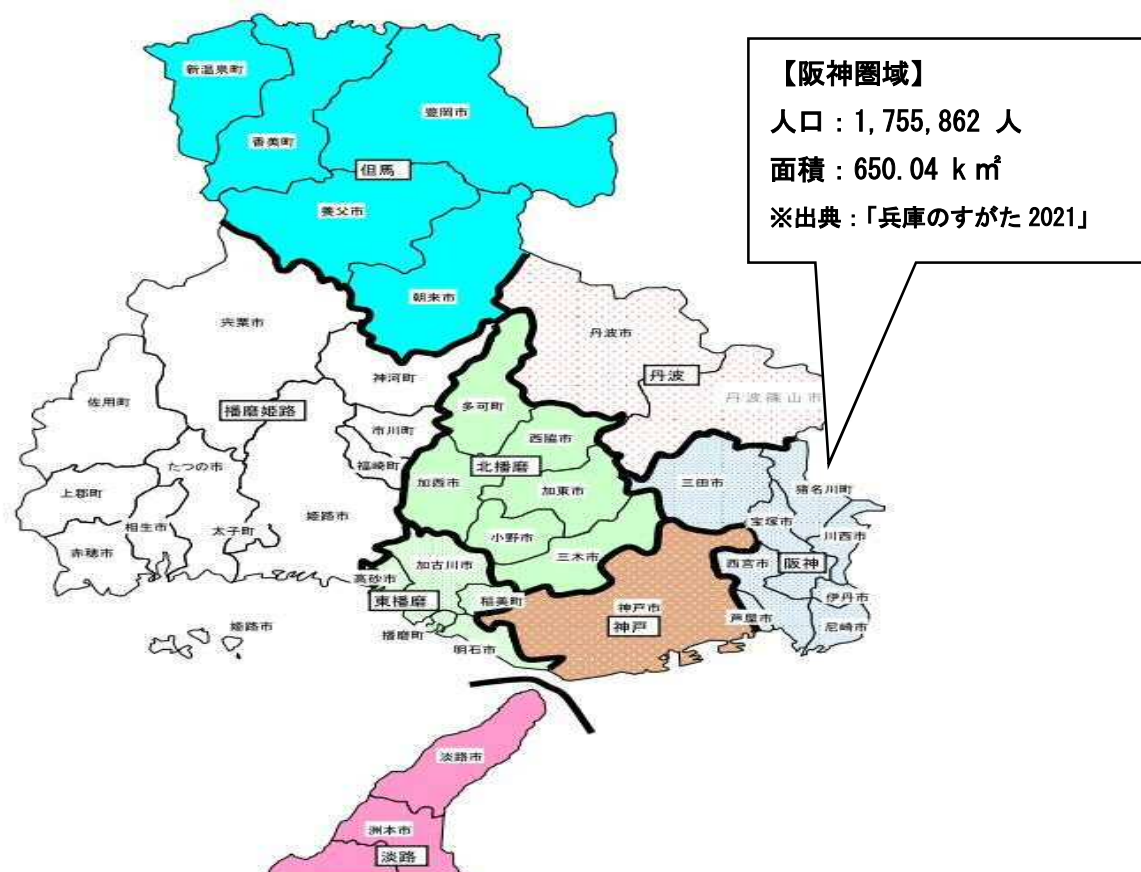 【阪神圏域】
人口：1,755,862 人
面積：650.04 k㎡
※出典：「兵庫のすがた 2021」
新温泉町
豊岡市
香美町
但馬
養父市
朝来市
宍粟市
丹波市
神河町
丹波
丹波篠山市
佐用町
多可町
播磨姫路
市川町
西脇市
福崎町
たつの市
北播磨
加西市
三田市
加東市
猪名川町
上郡町
姫路市
相生市
太子町
宝塚市
小野市
川西市
赤穂市
三木市
西宮市
阪神
加古川市
高砂市
伊丹市
東播磨
稲美町
神戸市
芦屋市
姫路市
神戸
尼崎市
播磨町
明石市
淡路市
洲本市
淡路